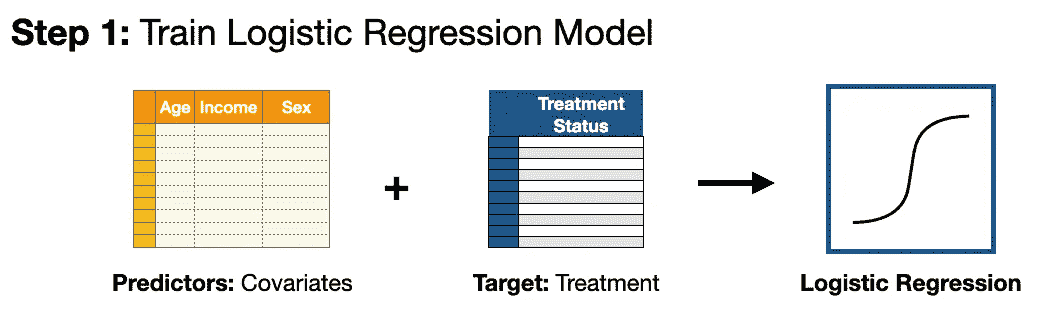 Step 1: Train Logistic Regression Model
Age Income Sex
Treatment
Status
+
Predictors: Covariates
Target: Treatment
Logistic Regression